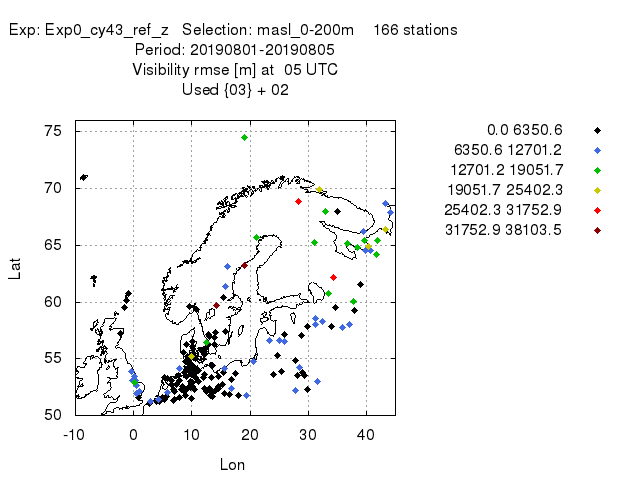 Exp: Exp0_cy43_ref_z Selection: masl_0-200m 166 stations
Period: 20190801-20190805
Visibility rmse [m] at 05 UTC
Used {03} + 02
0.0 6350.6
6350.6 12701.2
12701.2 19051.7
19051.7 25402.3
25402.3 31752.9
31752.9 38103.5
75
70
65
60
55
50
Lat
-10 0 10 20 30 40
Lon